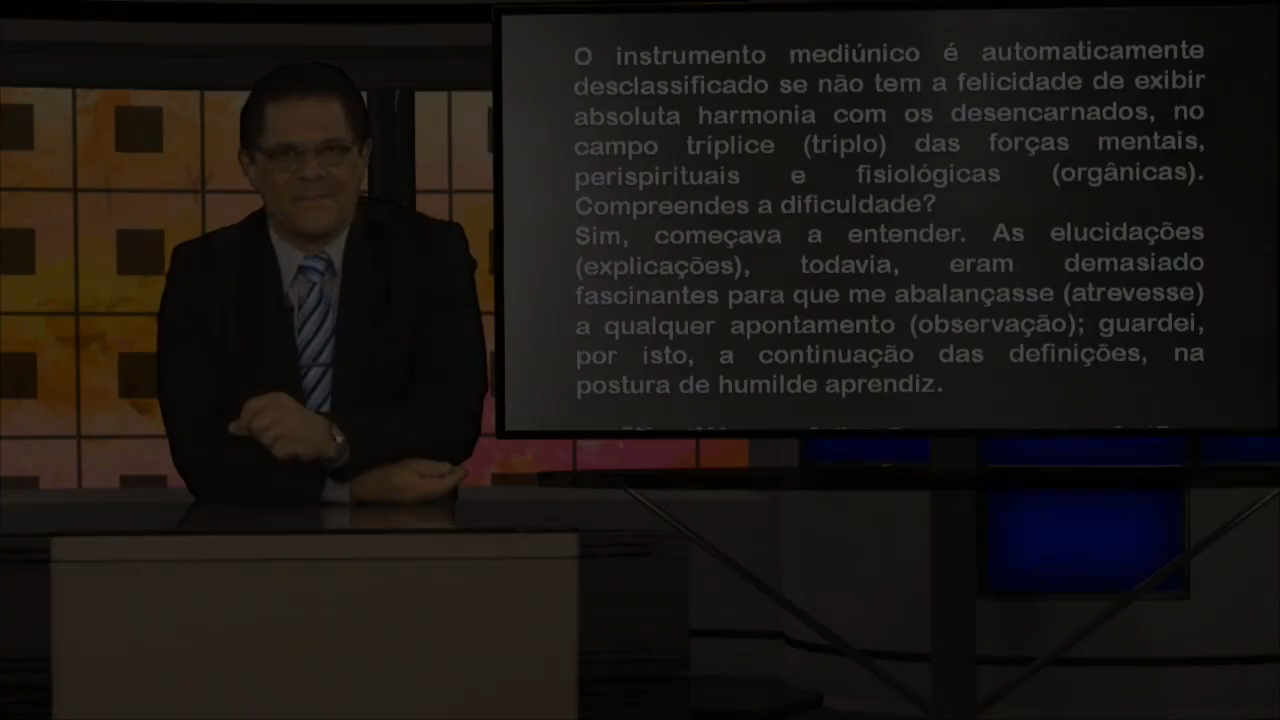 O instrumento mediúnico é automaticamente
desclassificado se não tem a felicidade de exibir
absoluta harmonia com os desencarnados, no
campo tríplice (triplo) das forças mentais,
perispirituais e fisiológicas (orgânicas).
Compreendes a dificuldade?
Sim, começava a entender. As elucidações
(explicações), todavia, eram demasiado
fascinantes para que me abalançasse (atrevesse)
a qualquer apontamento (observação); guardei,
por isto, a continuação das definições, na
postura de humilde aprendiz.